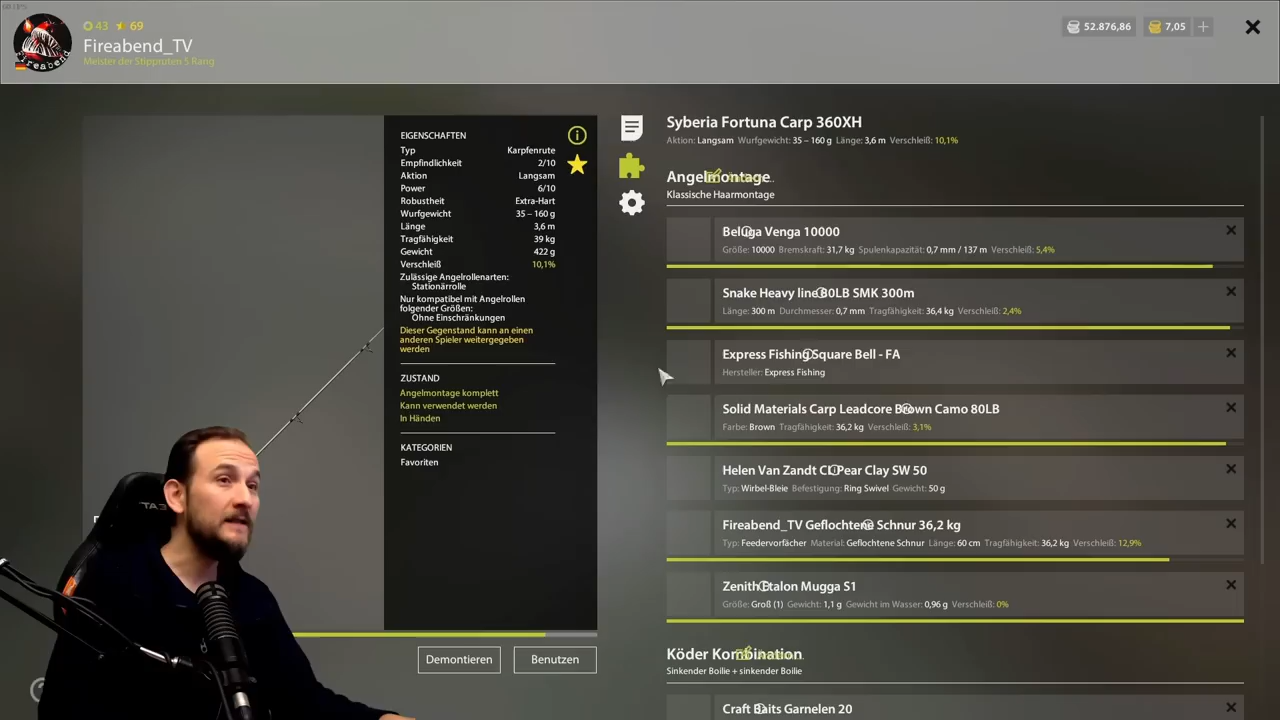 43 69
Fireabend_TV
Meister der Stippruten 5 Rang
52.876,86
7,05
EIGENSCHAFTEN
Typ Karpfenrute
Empfindlichkeit 2/10
Aktion Langsam
Power 6/10
Robustheit Extra-Hart
Wurfgewicht 35 – 160 g
Länge 3,6 m
Tragfähigkeit 39 kg
Gewicht 422 g
Verschleiß 10,1%
Zulässige Angelrollenarten:
Stationärrolle
Nur kompatibel mit Angelrollen
folgender Größen:
Ohne Einschränkungen
Dieser Gegenstand kann an einen
anderen Spieler weitergegeben
werden
ZUSTAND
Angelmontage komplett
Kann verwendet werden
In Händen
KATEGORIEN
Favoriten
Demontieren
Benutzen
Syberia Fortuna Carp 360XH
Aktion: Langsam Wurfgewicht: 35 – 160 g Länge: 3,6 m Verschleiß: 10,1%
Angelmontage
Klassische Haarmontage
Beluga Venga 10000
Größe: 10000 Bremskraft: 31,7 kg Spulenkapazität: 0,7 mm / 137 m Verschleiß: 5,4%
Snake Heavy line 80LB SMK 300m
Länge: 300 m Durchmesser: 0,7 mm Tragfähigkeit: 36,4 kg Verschleiß: 2,4%
Express Fishing Square Bell - FA
Hersteller: Express Fishing
Solid Materials Carp Leadcore Brown Camo 80LB
Farbe: Brown Tragfähigkeit: 36,2 kg Verschleiß: 3,1%
Helen Van Zandt CL Pear Clay SW 50
Typ: Wirbel-Bleie Befestigung: Ring Swivel Gewicht: 50 g
Fireabend_TV Geflochtene Schnur 36,2 kg
Typ: Feedervorfächer Material: Geflochtene Schnur Länge: 60 cm Tragfähigkeit: 36,2 kg Verschleiß: 12,9%
Zenith Etalon Mugga S1
Größe: Groß (1) Gewicht: 1,1 g Gewicht im Wasser: 0,96 g Verschleiß: 0%
Köder Kombination
Sinkender Boilie + sinkender Boilie
Craft Baits Garnelen 20